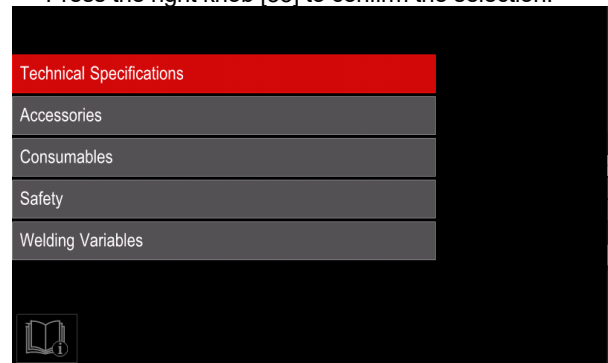 Press the right knob to confirm the selection.
Technical Specifications
Accessories
Consumables
Safety
Welding Variables